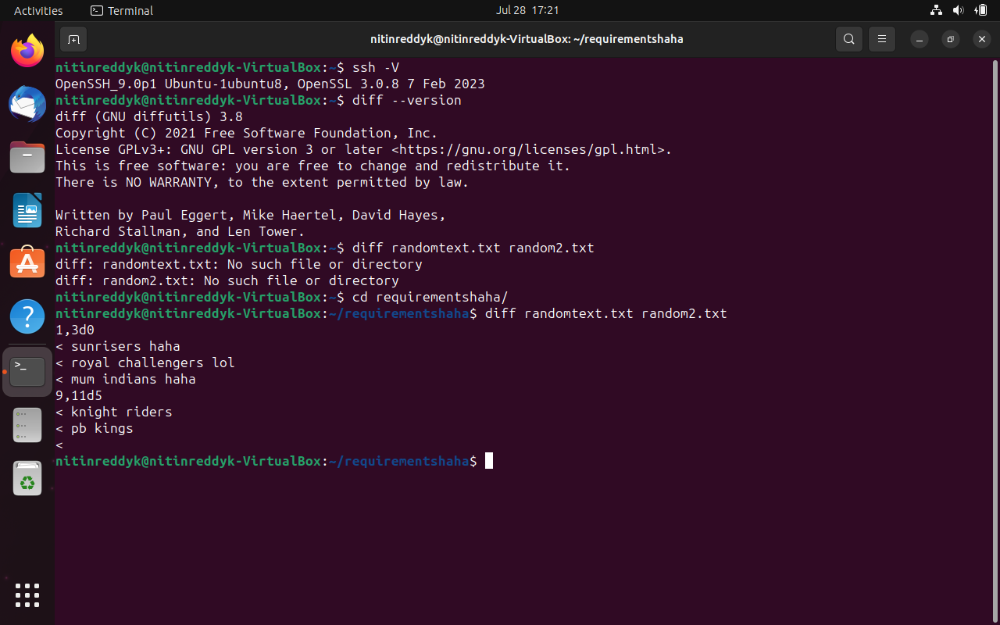 Activities Terminal Jul 28 17:21
nitinreddyk@nitinreddyk-VirtualBox: ~/requirementshaha
nitinreddyk@nitinreddyk-VirtualBox:~$ ssh -V
OpenSSH_9.0p1 Ubuntu-1ubuntu8, OpenSSL 3.0.8 7 Feb 2023
nitinreddyk@nitinreddyk-VirtualBox:~$ diff --version
diff (GNU diffutils) 3.8
Copyright (C) 2021 Free Software Foundation, Inc.
License GPLv3+: GNU GPL version 3 or later <https://gnu.org/licenses/gpl.html>.
This is free software: you are free to change and redistribute it.
There is NO WARRANTY, to the extent permitted by law.

Written by Paul Eggert, Mike Haertel, David Hayes,
Richard Stallman, and Len Tower.
nitinreddyk@nitinreddyk-VirtualBox:~$ diff randomtext.txt random2.txt
diff: randomtext.txt: No such file or directory
diff: random2.txt: No such file or directory
nitinreddyk@nitinreddyk-VirtualBox:~$ cd requirementshaha/
nitinreddyk@nitinreddyk-VirtualBox:~/requirementshaha$ diff randomtext.txt random2.txt
1,3d0
< sunrisers haha
< royal challengers lol
< mum indians haha
9,11d5
< knight riders
< pb kings
<
nitinreddyk@nitinreddyk-VirtualBox:~/requirementshaha$